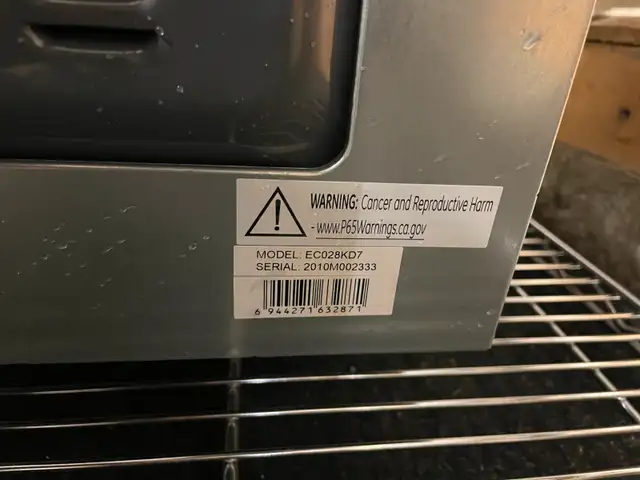 WARNING: Cancer and Reproductive Harm
- www.P65Warnings.ca.gov
MODEL: EC028KD7
SERIAL: 2010M002333
6 944271 632871